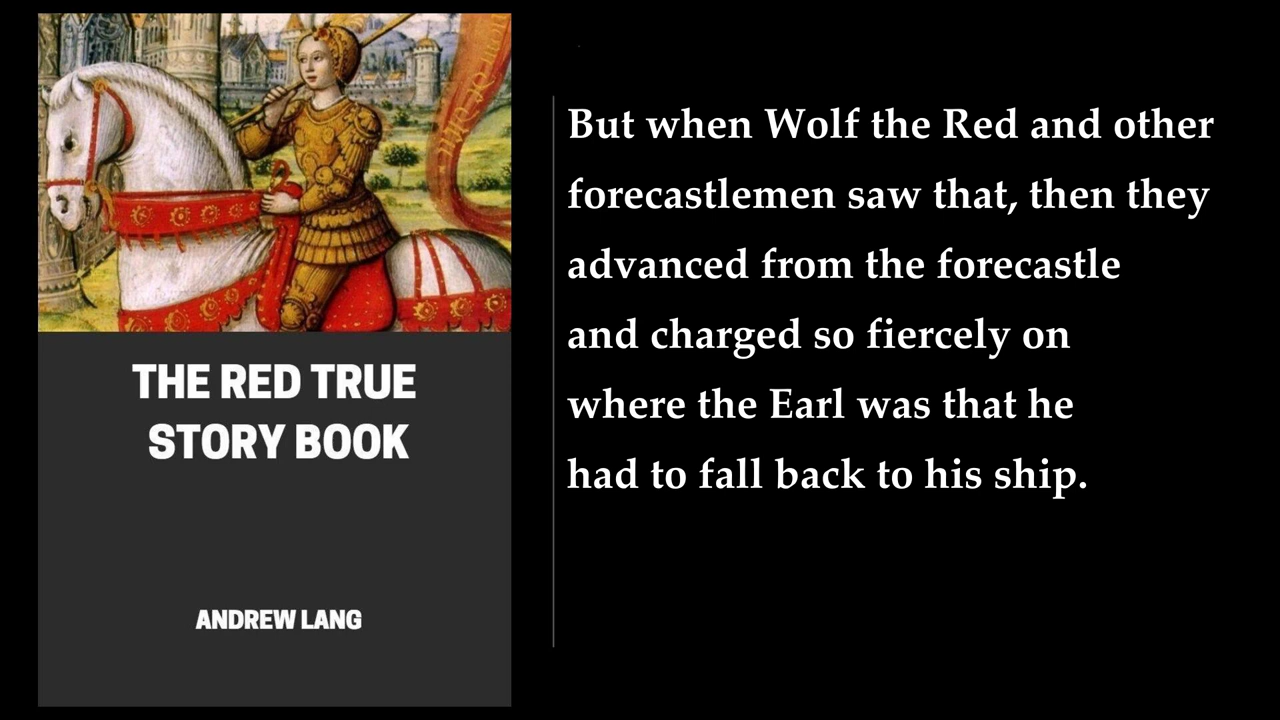 THE RED TRUE
STORY BOOK
ANDREW LANG
But when Wolf the Red and other
forecastlemen saw that, then they
advanced from the forecastle
and charged so fiercely on
where the Earl was that he
had to fall back to his ship.